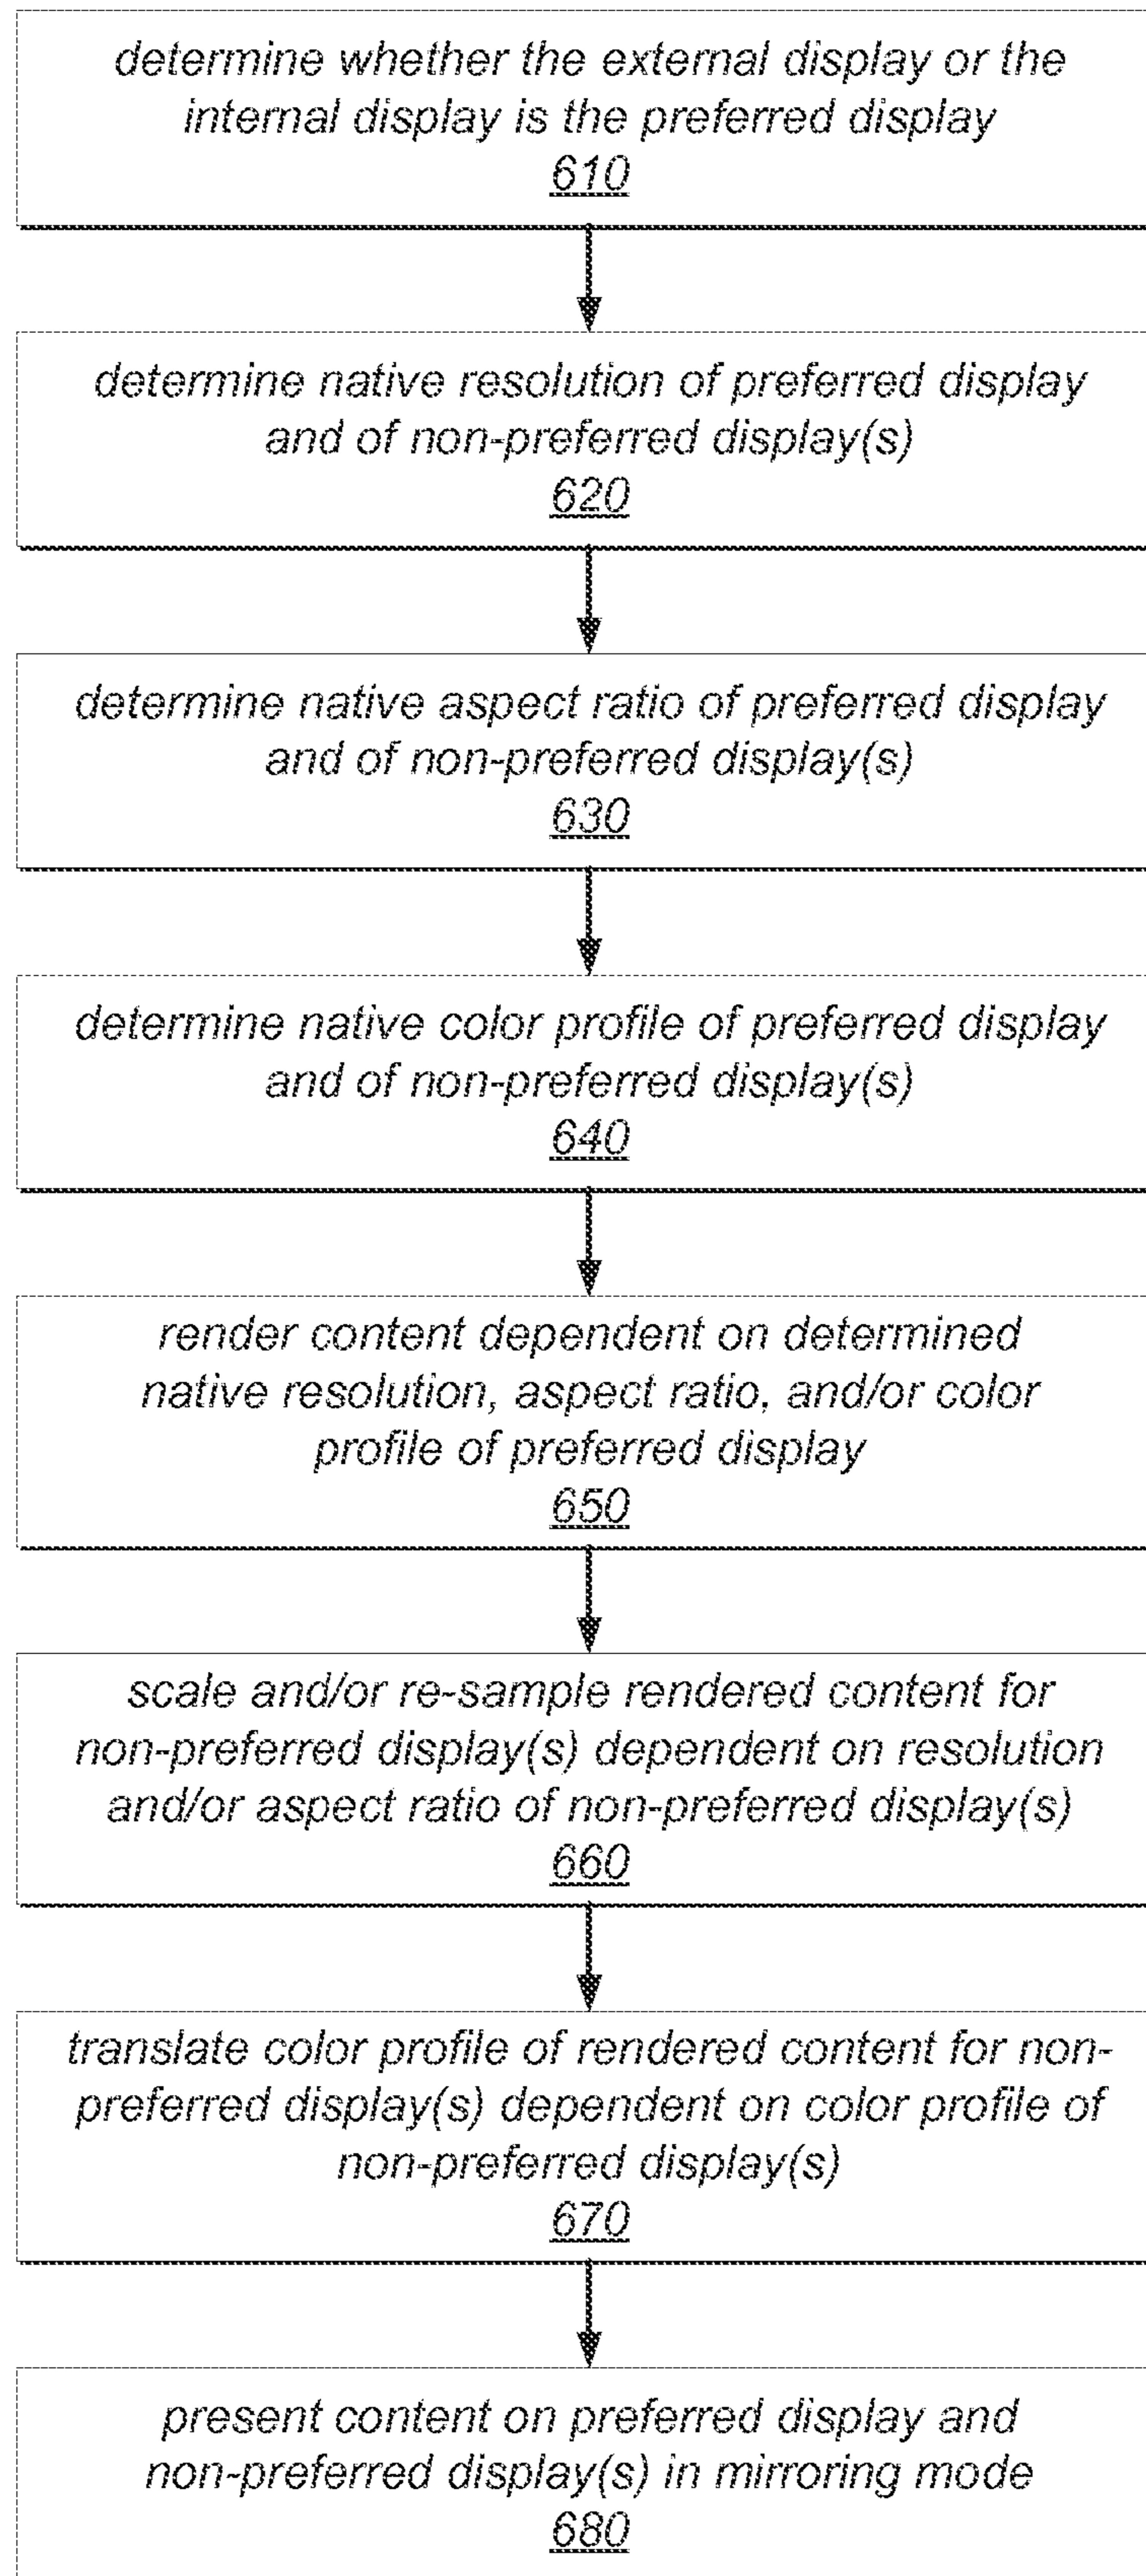 determine whether the external display or the
internal display is the preferred display
610
determine native resolution of preferred display
and of non-preferred display(s)
620
determine native aspect ratio of preferred display
and of non-preferred display(s)
630
determine native color profile of preferred display
and of non-preferred display(s)
640
render content dependent on determined
native resolution, aspect ratio, and/or color
profile of preferred display
650
scale and/or re-sample rendered content for
non-preferred display(s) dependent on resolution
and/or aspect ratio of non-preferred display(s)
660
translate color profile of rendered content for non-
preferred display(s) dependent on color profile of
non-preferred display(s)
670
present content on preferred display and
non-preferred display(s) in mirroring mode
680